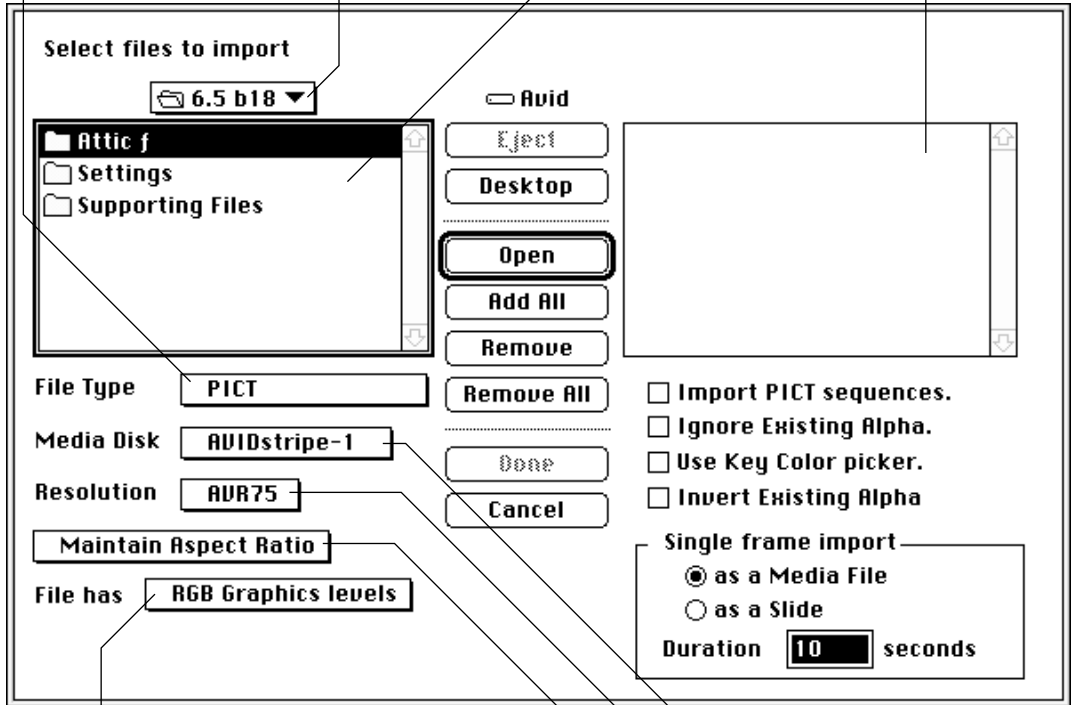 Select files to import
6.5 b18
Avid
Attic ƒ
Settings
Supporting Files
Eject
Desktop
Open
Add All
Remove
Remove All
Done
Cancel
File Type PICT
Media Disk AVIDstripe-1
Resolution AVR75
Maintain Aspect Ratio
File has RGB Graphics levels
Import PICT sequences.
Ignore Existing Alpha.
Use Key Color picker.
Invert Existing Alpha
Single frame import
as a Media File
as a Slide
Duration 10 seconds